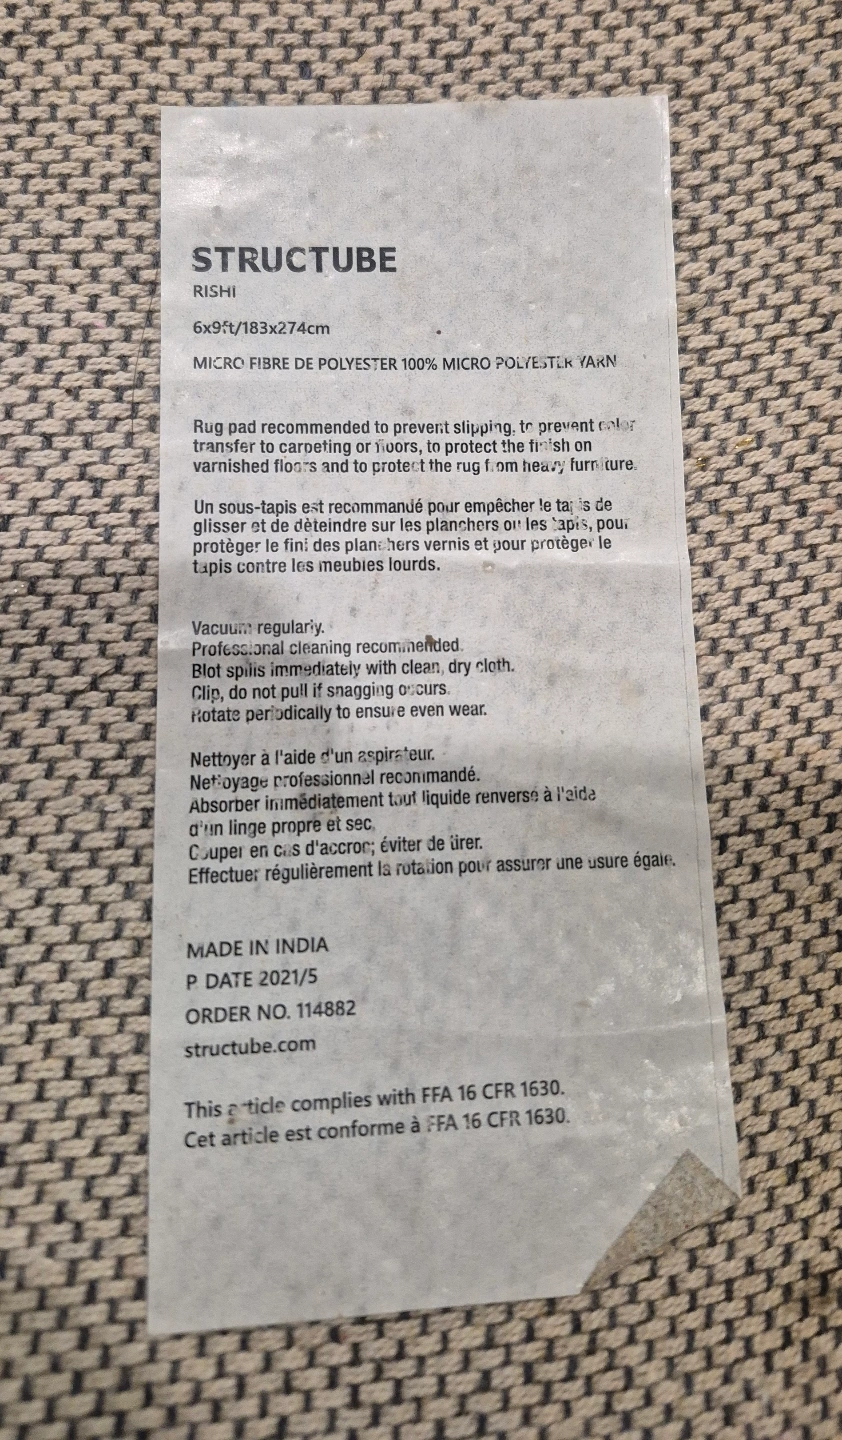 STRUCTUBE
RISHI
6x9ft/183x274cm
MICRO FIBRE DE POLYESTER 100% MICRO POLYESTER YARN
Rug pad recommended to prevent slipping, to prevent color
transfer to carpeting or floors, to protect the finish on
varnished floors and to protect the rug from heavy furniture.
Un sous-tapis est recommandé pour empêcher le tapis de
glisser et de dèteindre sur les planchers ou les tapis, pour
protèger le fini des planchers vernis et pour protèger le
tapis contre les meubles lourds.
Vacuum regularly.
Professional cleaning recommended.
Blot spills immediately with clean, dry cloth.
Clip, do not pull if snagging occurs.
Rotate periodically to ensure even wear.
Nettoyer à l'aide d'un aspirateur.
Nettoyage professionnel recommandé.
Absorber immédiatement tout liquide renversé à l'aide
d'un linge propre et sec.
Couper en cas d'accroc; éviter de tirer.
Effectuer régulièrement la rotation pour assurer une usure égale.
MADE IN INDIA
P DATE 2021/5
ORDER NO. 114882
structube.com
This article complies with FFA 16 CFR 1630.
Cet article est conforme à FFA 16 CFR 1630.